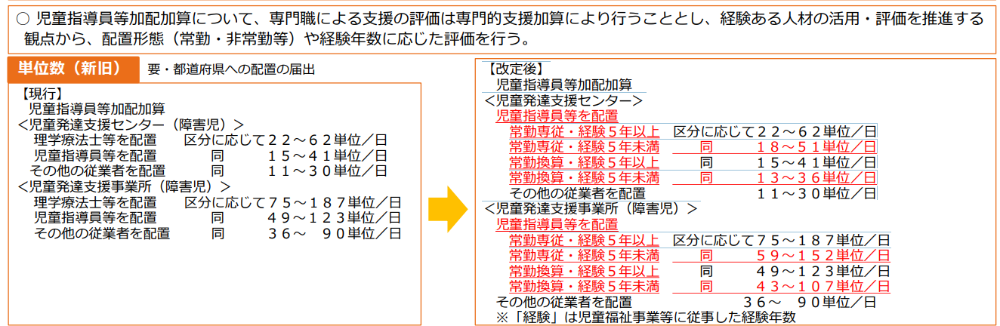 ○ 児童指導員等加配加算について、専門職による支援の評価は専門的支援加算により行うこととし、経験ある人材の活用・評価を推進する
観点から、配置形態（常勤・非常勤等）や経験年数に応じた評価を行う。
単位数（新旧） 要・都道府県への配置の届出
【現行】
児童指導員等加配加算
＜児童発達支援センター（障害児）＞
理学療法士等を配置 区分に応じて２２～６２単位／日
児童指導員等を配置 同 １５～４１単位／日
その他の従業者を配置 同 １１～３０単位／日
＜児童発達支援事業所（障害児）＞
理学療法士等を配置 区分に応じて７５～１８７単位／日
児童指導員等を配置 同 ４９～１２３単位／日
その他の従業者を配置 同 ３６～ ９０単位／日
【改定後】
児童指導員等加配加算
＜児童発達支援センター＞
児童指導員等を配置
常勤専従・経験５年以上 区分に応じて２２～６２単位／日
常勤専従・経験５年未満 同 １８～５１単位／日
常勤換算・経験５年以上 同 １５～４１単位／日
常勤換算・経験５年未満 同 １３～３６単位／日
その他の従業者を配置 １１～３０単位／日
＜児童発達支援事業所（障害児）＞
児童指導員等を配置
常勤専従・経験５年以上 区分に応じて７５～１８７単位／日
常勤専従・経験５年未満 同 ５９～１５２単位／日
常勤換算・経験５年以上 同 ４９～１２３単位／日
常勤換算・経験５年未満 同 ４３～１０７単位／日
その他の従業者を配置 ３６～ ９０単位／日
※「経験」は児童福祉事業等に従事した経験年数